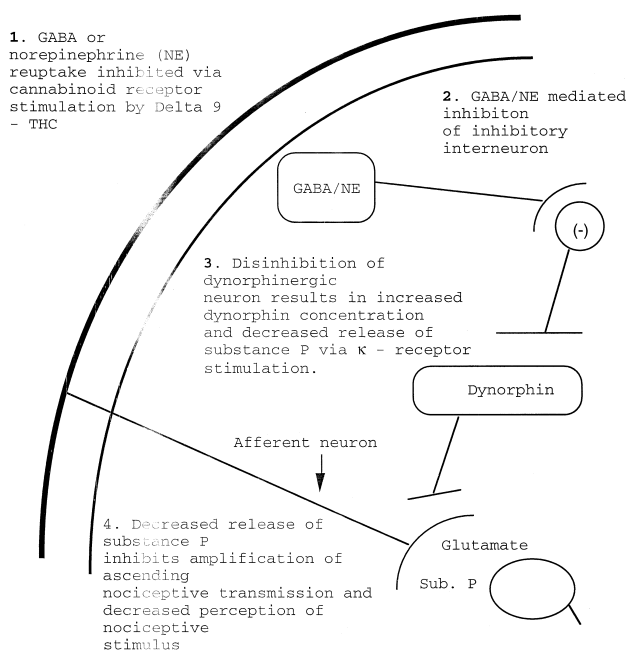 1. GABA or
norepinephrine (NE)
reuptake inhibited via
cannabinoid receptor
stimulation by Delta 9
- THC
2. GABA/NE mediated
inhibiton
of inhibitory
interneuron
GABA/NE
(-)
3. Disinhibition of
dynorphinergic
neuron results in increased
dynorphin concentration
and decreased release of
substance P via κ - receptor
stimulation.
Dynorphin
Afferent neuron
4. Decreased release of
substance P
inhibits amplification of
ascending
nociceptive transmission and
decreased perception of
nociceptive
stimulus
Glutamate
Sub. P